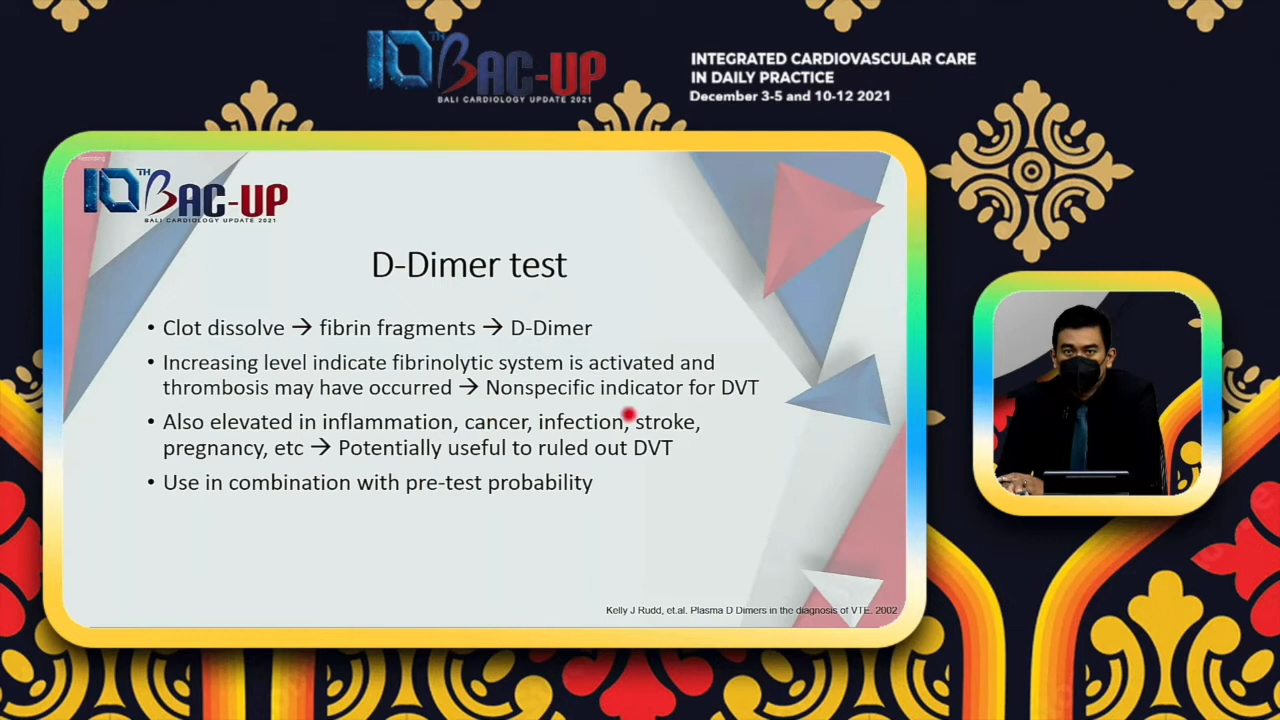 10TH BAC-UP
BALI CARDIOLOGY UPDATE 2021
INTEGRATED CARDIOVASCULAR CARE
IN DAILY PRACTICE
December 3-5 and 10-12 2021
Recording
10TH BAC-UP
BALI CARDIOLOGY UPDATE 2021
D-Dimer test
• Clot dissolve → fibrin fragments → D-Dimer
• Increasing level indicate fibrinolytic system is activated and
thrombosis may have occurred → Nonspecific indicator for DVT
• Also elevated in inflammation, cancer, infection, stroke,
pregnancy, etc → Potentially useful to ruled out DVT
• Use in combination with pre-test probability
Kelly J Rudd, et.al. Plasma D Dimers in the diagnosis of VTE. 2002